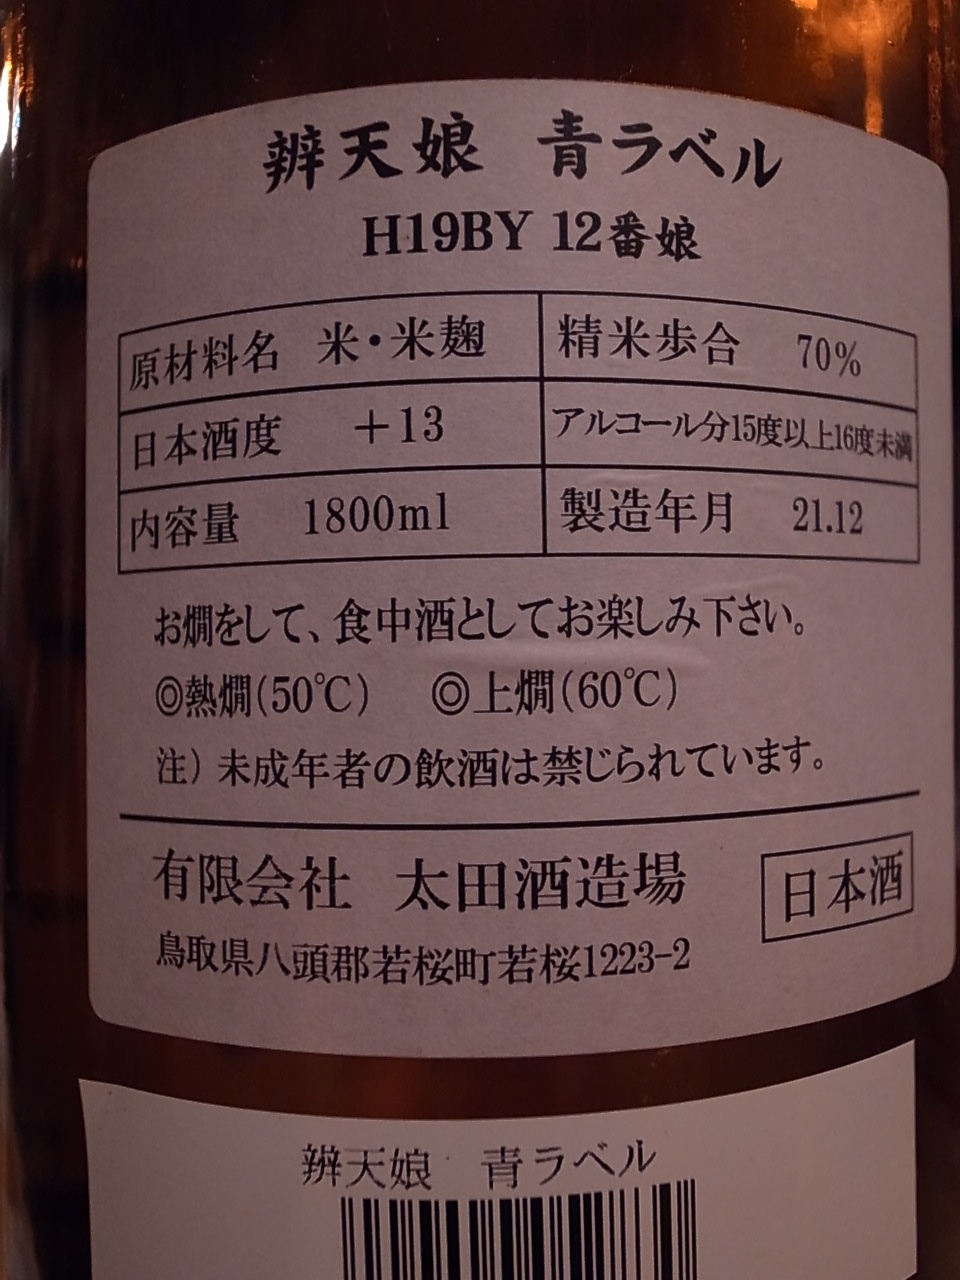 辨天娘 青ラベル
H19BY 12番娘
原材料名 米・米麹 精米歩合 70%
日本酒度 +13 アルコール分15度以上16度未満
内容量 1800ml 製造年月 21.12
お燗をして、食中酒としてお楽しみ下さい。
◎熱燗(50℃) ◎上燗(60℃)
注)未成年者の飲酒は禁じられています。
有限会社 太田酒造場
日本酒
鳥取県八頭郡若桜町若桜1223-2
辨天娘 青ラベル